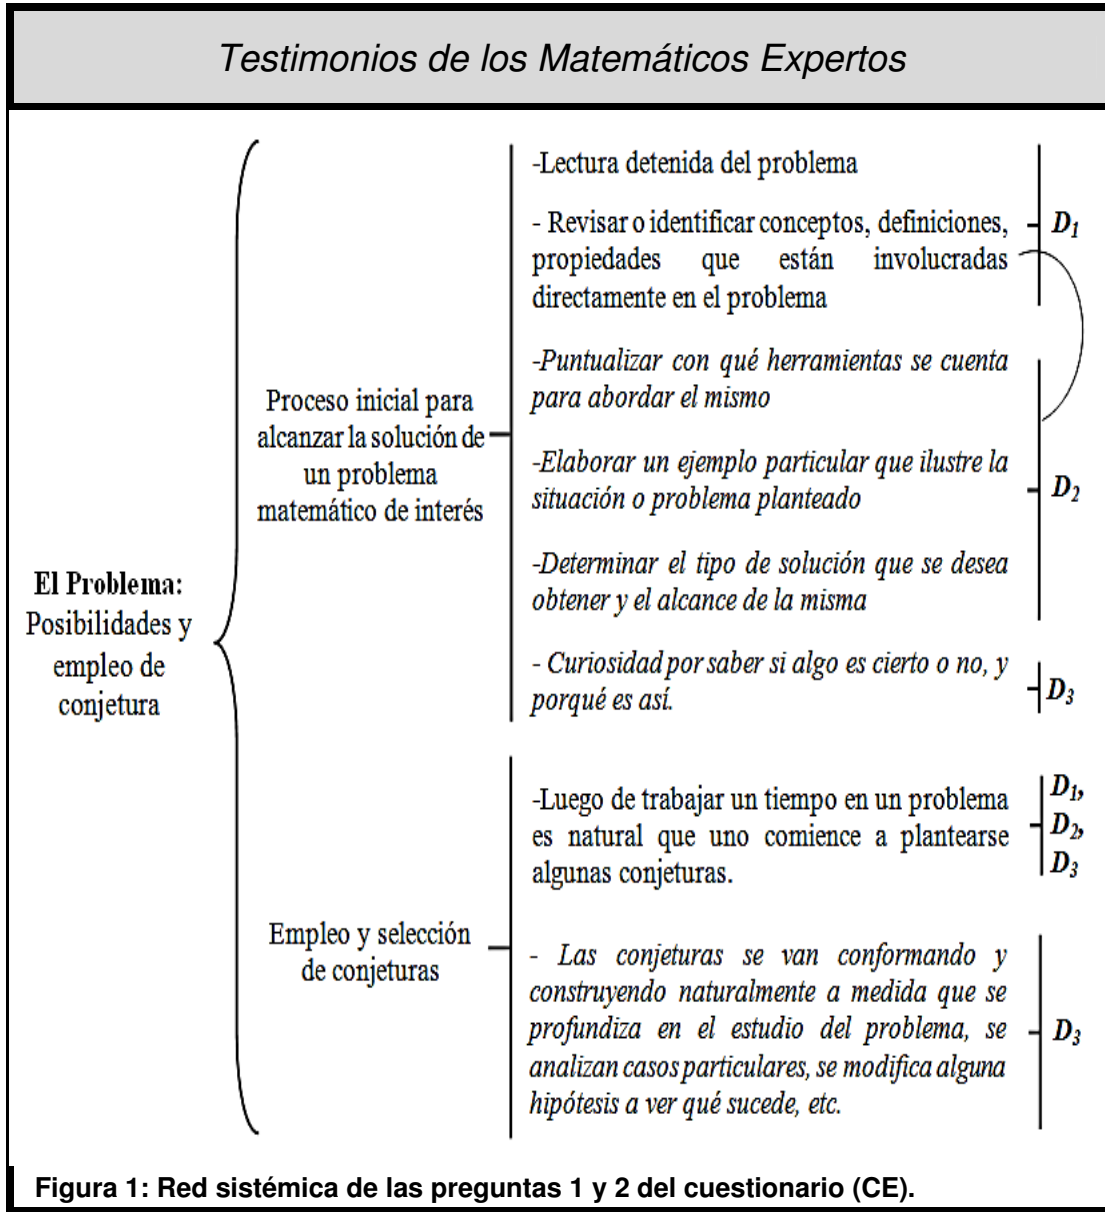 Testimonios de los Matemáticos Expertos
El Problema:
Posibilidades y
empleo de
conjetura
Proceso inicial para
alcanzar la solución de
un problema
matemático de interés
-Lectura detenida del problema
- Revisar o identificar conceptos, definiciones,
propiedades que están involucradas
directamente en el problema
D1
-Puntualizar con qué herramientas se cuenta
para abordar el mismo
-Elaborar un ejemplo particular que ilustre la
situación o problema planteado
-Determinar el tipo de solución que se desea
obtener y el alcance de la misma
D2
- Curiosidad por saber si algo es cierto o no, y
porqué es así.
D3
Empleo y selección
de conjeturas
-Luego de trabajar un tiempo en un problema
es natural que uno comience a plantearse
algunas conjeturas.
D1,
D2,
D3
- Las conjeturas se van conformando y
construyendo naturalmente a medida que se
profundiza en el estudio del problema, se
analizan casos particulares, se modifica alguna
hipótesis a ver qué sucede, etc.
D3
Figura 1: Red sistémica de las preguntas 1 y 2 del cuestionario (CE).